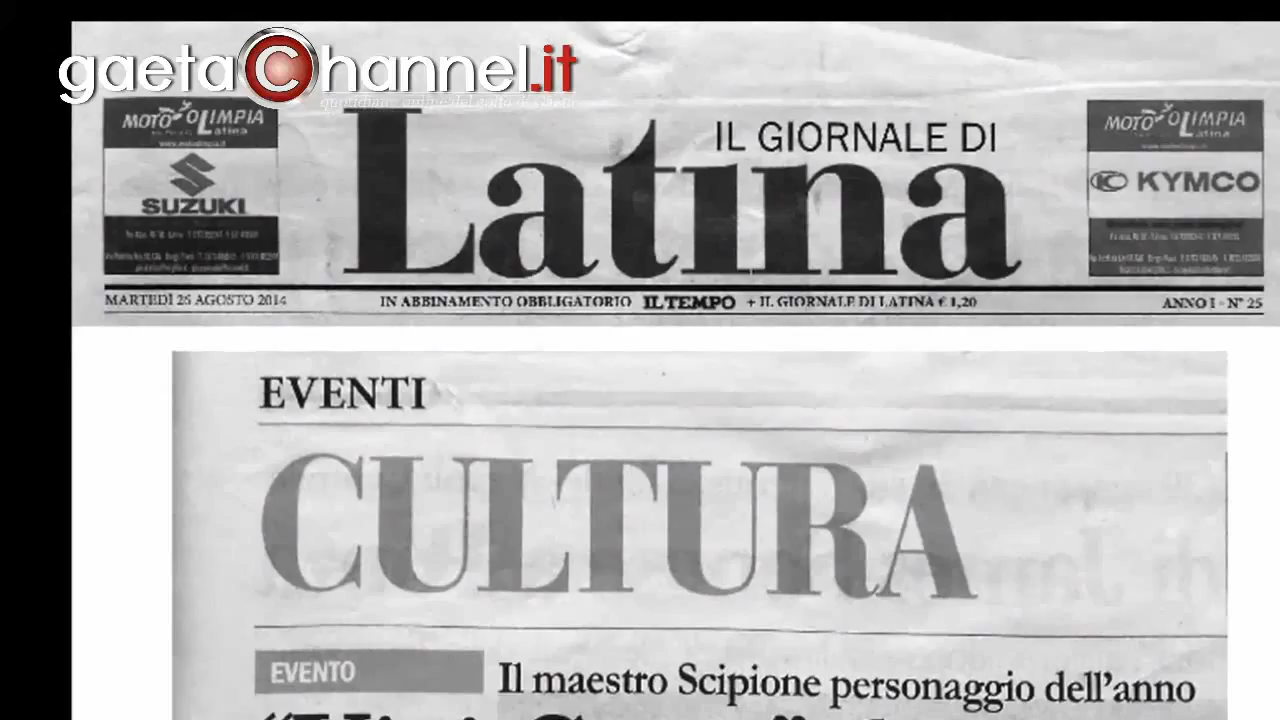 gaetaChannel.it
MOTO OLIMPIA
Latina
SUZUKI
IL GIORNALE DI
Latina
MOTO OLIMPIA
Latina
KYMCO
MARTEDÌ 26 AGOSTO 2014
IN ABBINAMENTO OBBLIGATORIO IL TEMPO + IL GIORNALE DI LATINA € 1,20
ANNO I - N° 25
EVENTI
CULTURA
EVENTO
Il maestro Scipione personaggio dell'anno